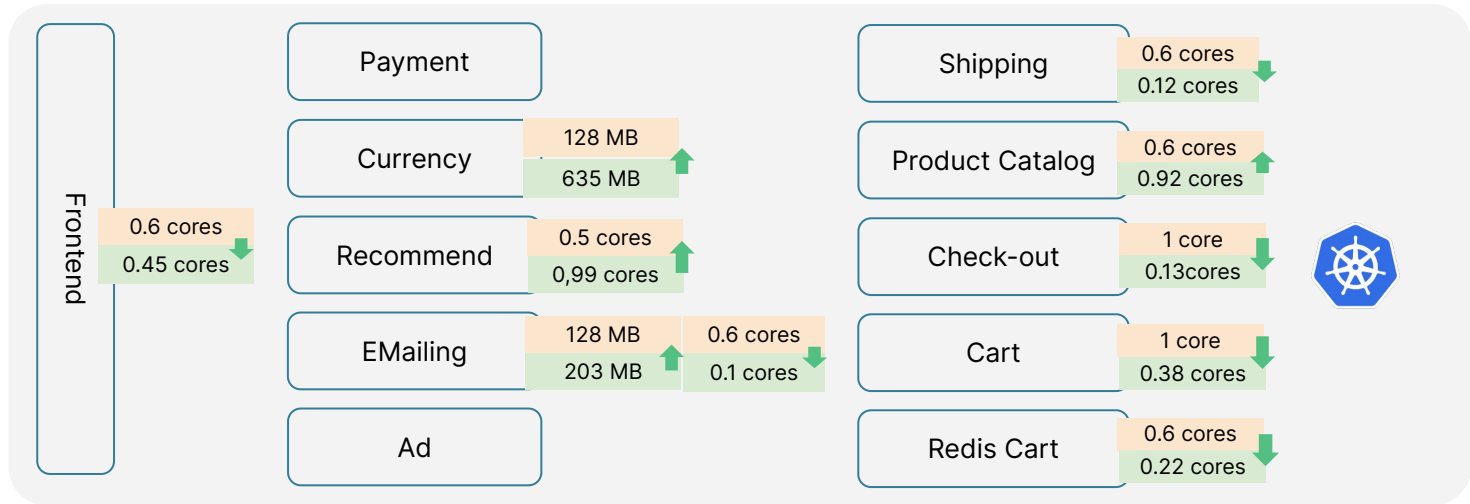 Frontend
0.6 cores
0.45 cores
Payment
Currency
128 MB
635 MB
Recommend
0.5 cores
0,99 cores
EMailing
128 MB
203 MB
0.6 cores
0.1 cores
Ad
Shipping
0.6 cores
0.12 cores
Product Catalog
0.6 cores
0.92 cores
Check-out
1 core
0.13cores
Cart
1 core
0.38 cores
Redis Cart
0.6 cores
0.22 cores